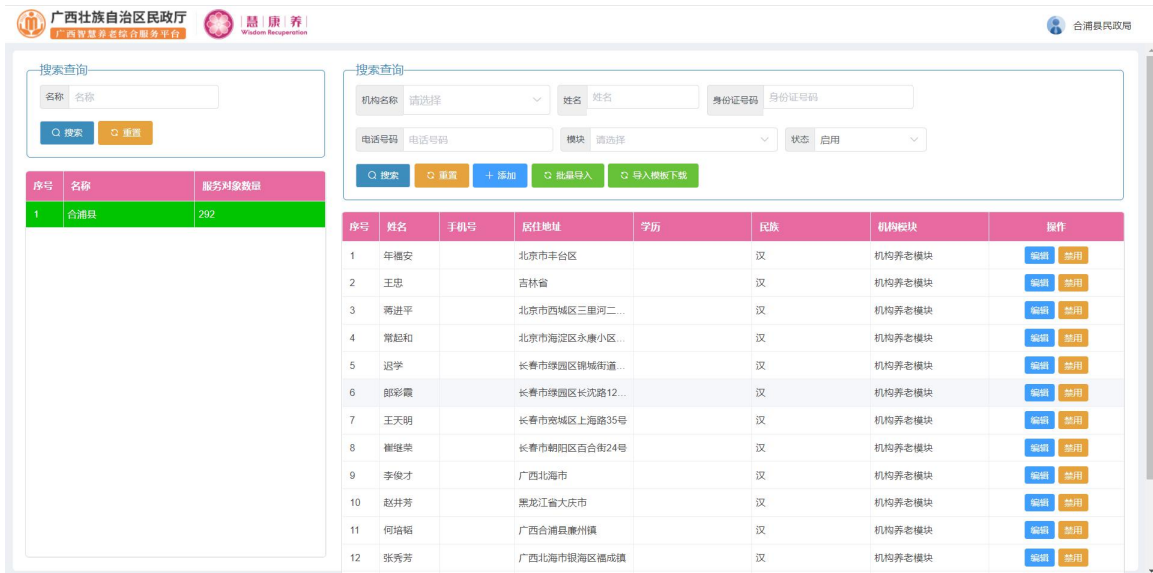 广西壮族自治区民政厅
广西智慧养老综合服务平台
慧康养
Wisdom Recuperation
合浦县民政局
搜索查询
名称 名称
搜索 重置
序号 名称 服务对象数量
1 合浦县 292
搜索查询
机构名称 请选择 姓名 姓名 身份证号码 身份证号码
电话号码 电话号码 模块 请选择 状态 启用
搜索 重置 添加 批量导入 导入模板下载
序号 姓名 手机号 居住地址 学历 民族 机构模块 操作
1 年福安 北京市丰台区 汉 机构养老模块 编辑 禁用
2 王忠 吉林省 汉 机构养老模块 编辑 禁用
3 蒋进平 北京市西城区三里河二... 汉 机构养老模块 编辑 禁用
4 常起和 北京市海淀区永康小区... 汉 机构养老模块 编辑 禁用
5 迟学 长春市绿园区锦城街道... 汉 机构养老模块 编辑 禁用
6 郎彩霞 长春市绿园区长沈路12... 汉 机构养老模块 编辑 禁用
7 王天明 长春市宽城区上海路35号 汉 机构养老模块 编辑 禁用
8 崔继荣 长春市朝阳区百合街24号 汉 机构养老模块 编辑 禁用
9 李俊才 广西北海市 汉 机构养老模块 编辑 禁用
10 赵井芳 黑龙江省大庆市 汉 机构养老模块 编辑 禁用
11 何培韬 广西合浦县廉州镇 汉 机构养老模块 编辑 禁用
12 张秀芳 广西北海市银海区福成镇 汉 机构养老模块 编辑 禁用